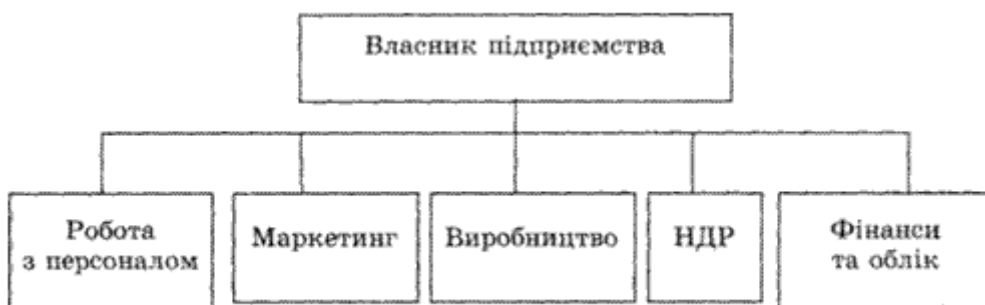 Власник підприємства
Робота
з персоналом
Маркетинг
Виробництво
НДР
Фінанси
та облік